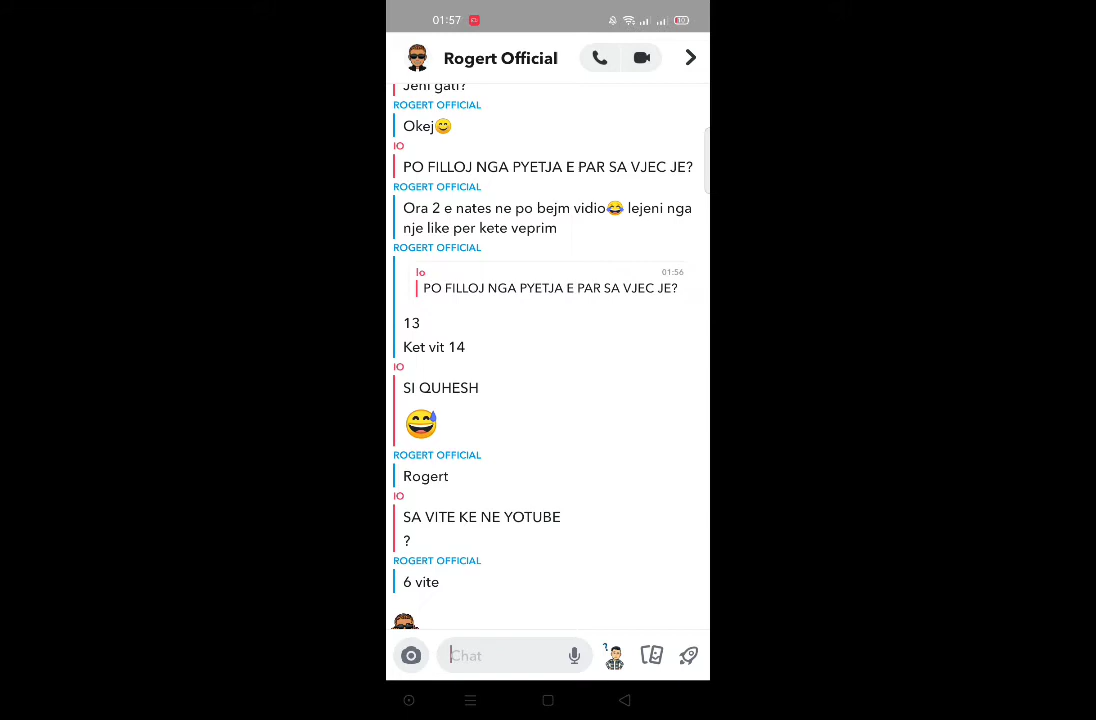 01:57
10
Rogert Official
Jeni gati?
ROGERT OFFICIAL
Okej😊
IO
PO FILLOJ NGA PYETJA E PAR SA VJEC JE?
ROGERT OFFICIAL
Ora 2 e nates ne po bejm vidio😂 lejeni nga
nje like per kete veprim
ROGERT OFFICIAL
Io
01:56
PO FILLOJ NGA PYETJA E PAR SA VJEC JE?
13
Ket vit 14
IO
SI QUHESH
😅
ROGERT OFFICIAL
Rogert
IO
SA VITE KE NE YOTUBE
?
ROGERT OFFICIAL
6 vite
Chat